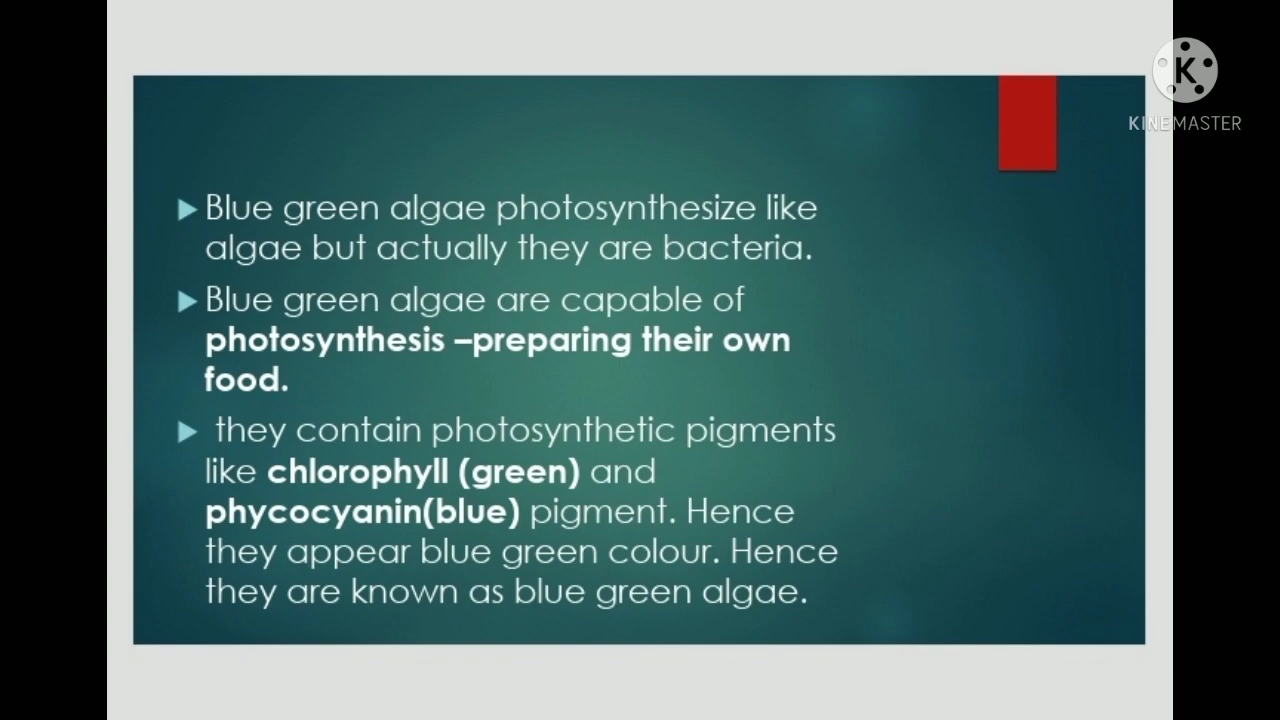 KINEMASTER
Blue green algae photosynthesize like
algae but actually they are bacteria.
Blue green algae are capable of
photosynthesis –preparing their own
food.
they contain photosynthetic pigments
like chlorophyll (green) and
phycocyanin(blue) pigment. Hence
they appear blue green colour. Hence
they are known as blue green algae.